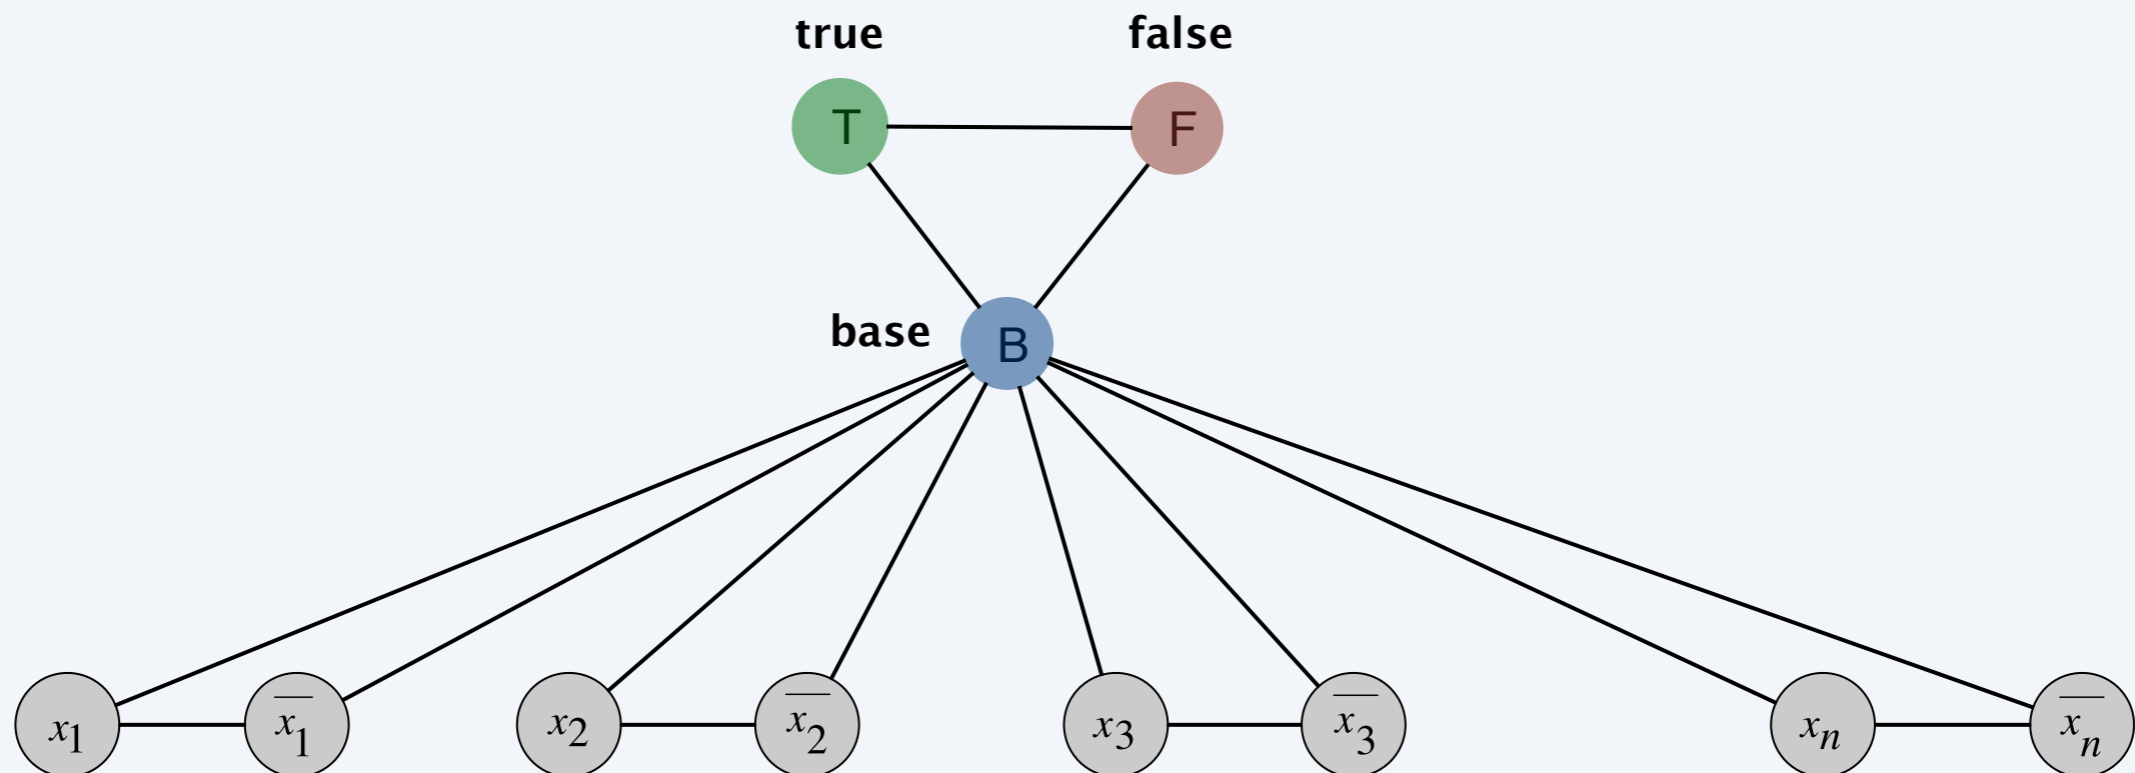 true false
T F
base B
x₁ x̅₁ x₂ x̅₂ x₃ x̅₃ xₙ x̅ₙ